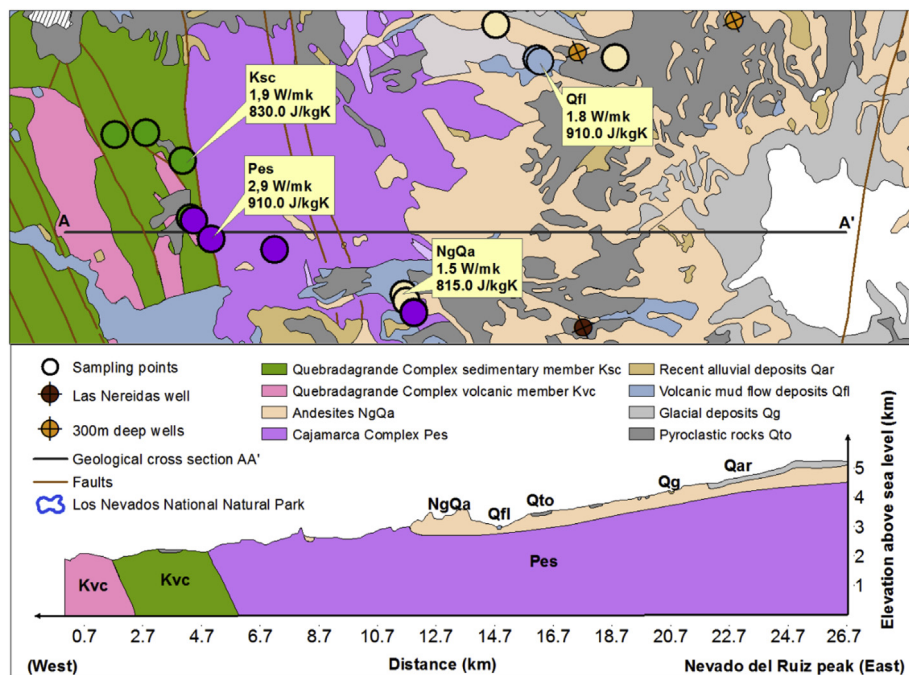 Ksc
1,9 W/mk
830.0 J/kgK
Qfl
1.8 W/mk
910.0 J/kgK
Pes
2,9 W/mk
910.0 J/kgK
A
A'
NgQa
1.5 W/mk
815.0 J/kgK
Sampling points
Las Nereidas well
300m deep wells
Geological cross section AA'
Faults
Los Nevados National Natural Park
Quebradagrande Complex sedimentary member Ksc
Quebradagrande Complex volcanic member Kvc
Andesites NgQa
Cajamarca Complex Pes
Recent alluvial deposits Qar
Volcanic mud flow deposits Qfl
Glacial deposits Qg
Pyroclastic rocks Qto
NgQa
Qfl
Qto
Qg
Qar
Kvc
Kvc
Pes
5
4
3
2
1
Elevation above sea level (km)
0.7 2.7 4.7 6.7 8.7 10.7 12.7 14.7 16.7 18.7 20.7 22.7 24.7 26.7
(West) Distance (km) Nevado del Ruiz peak (East)